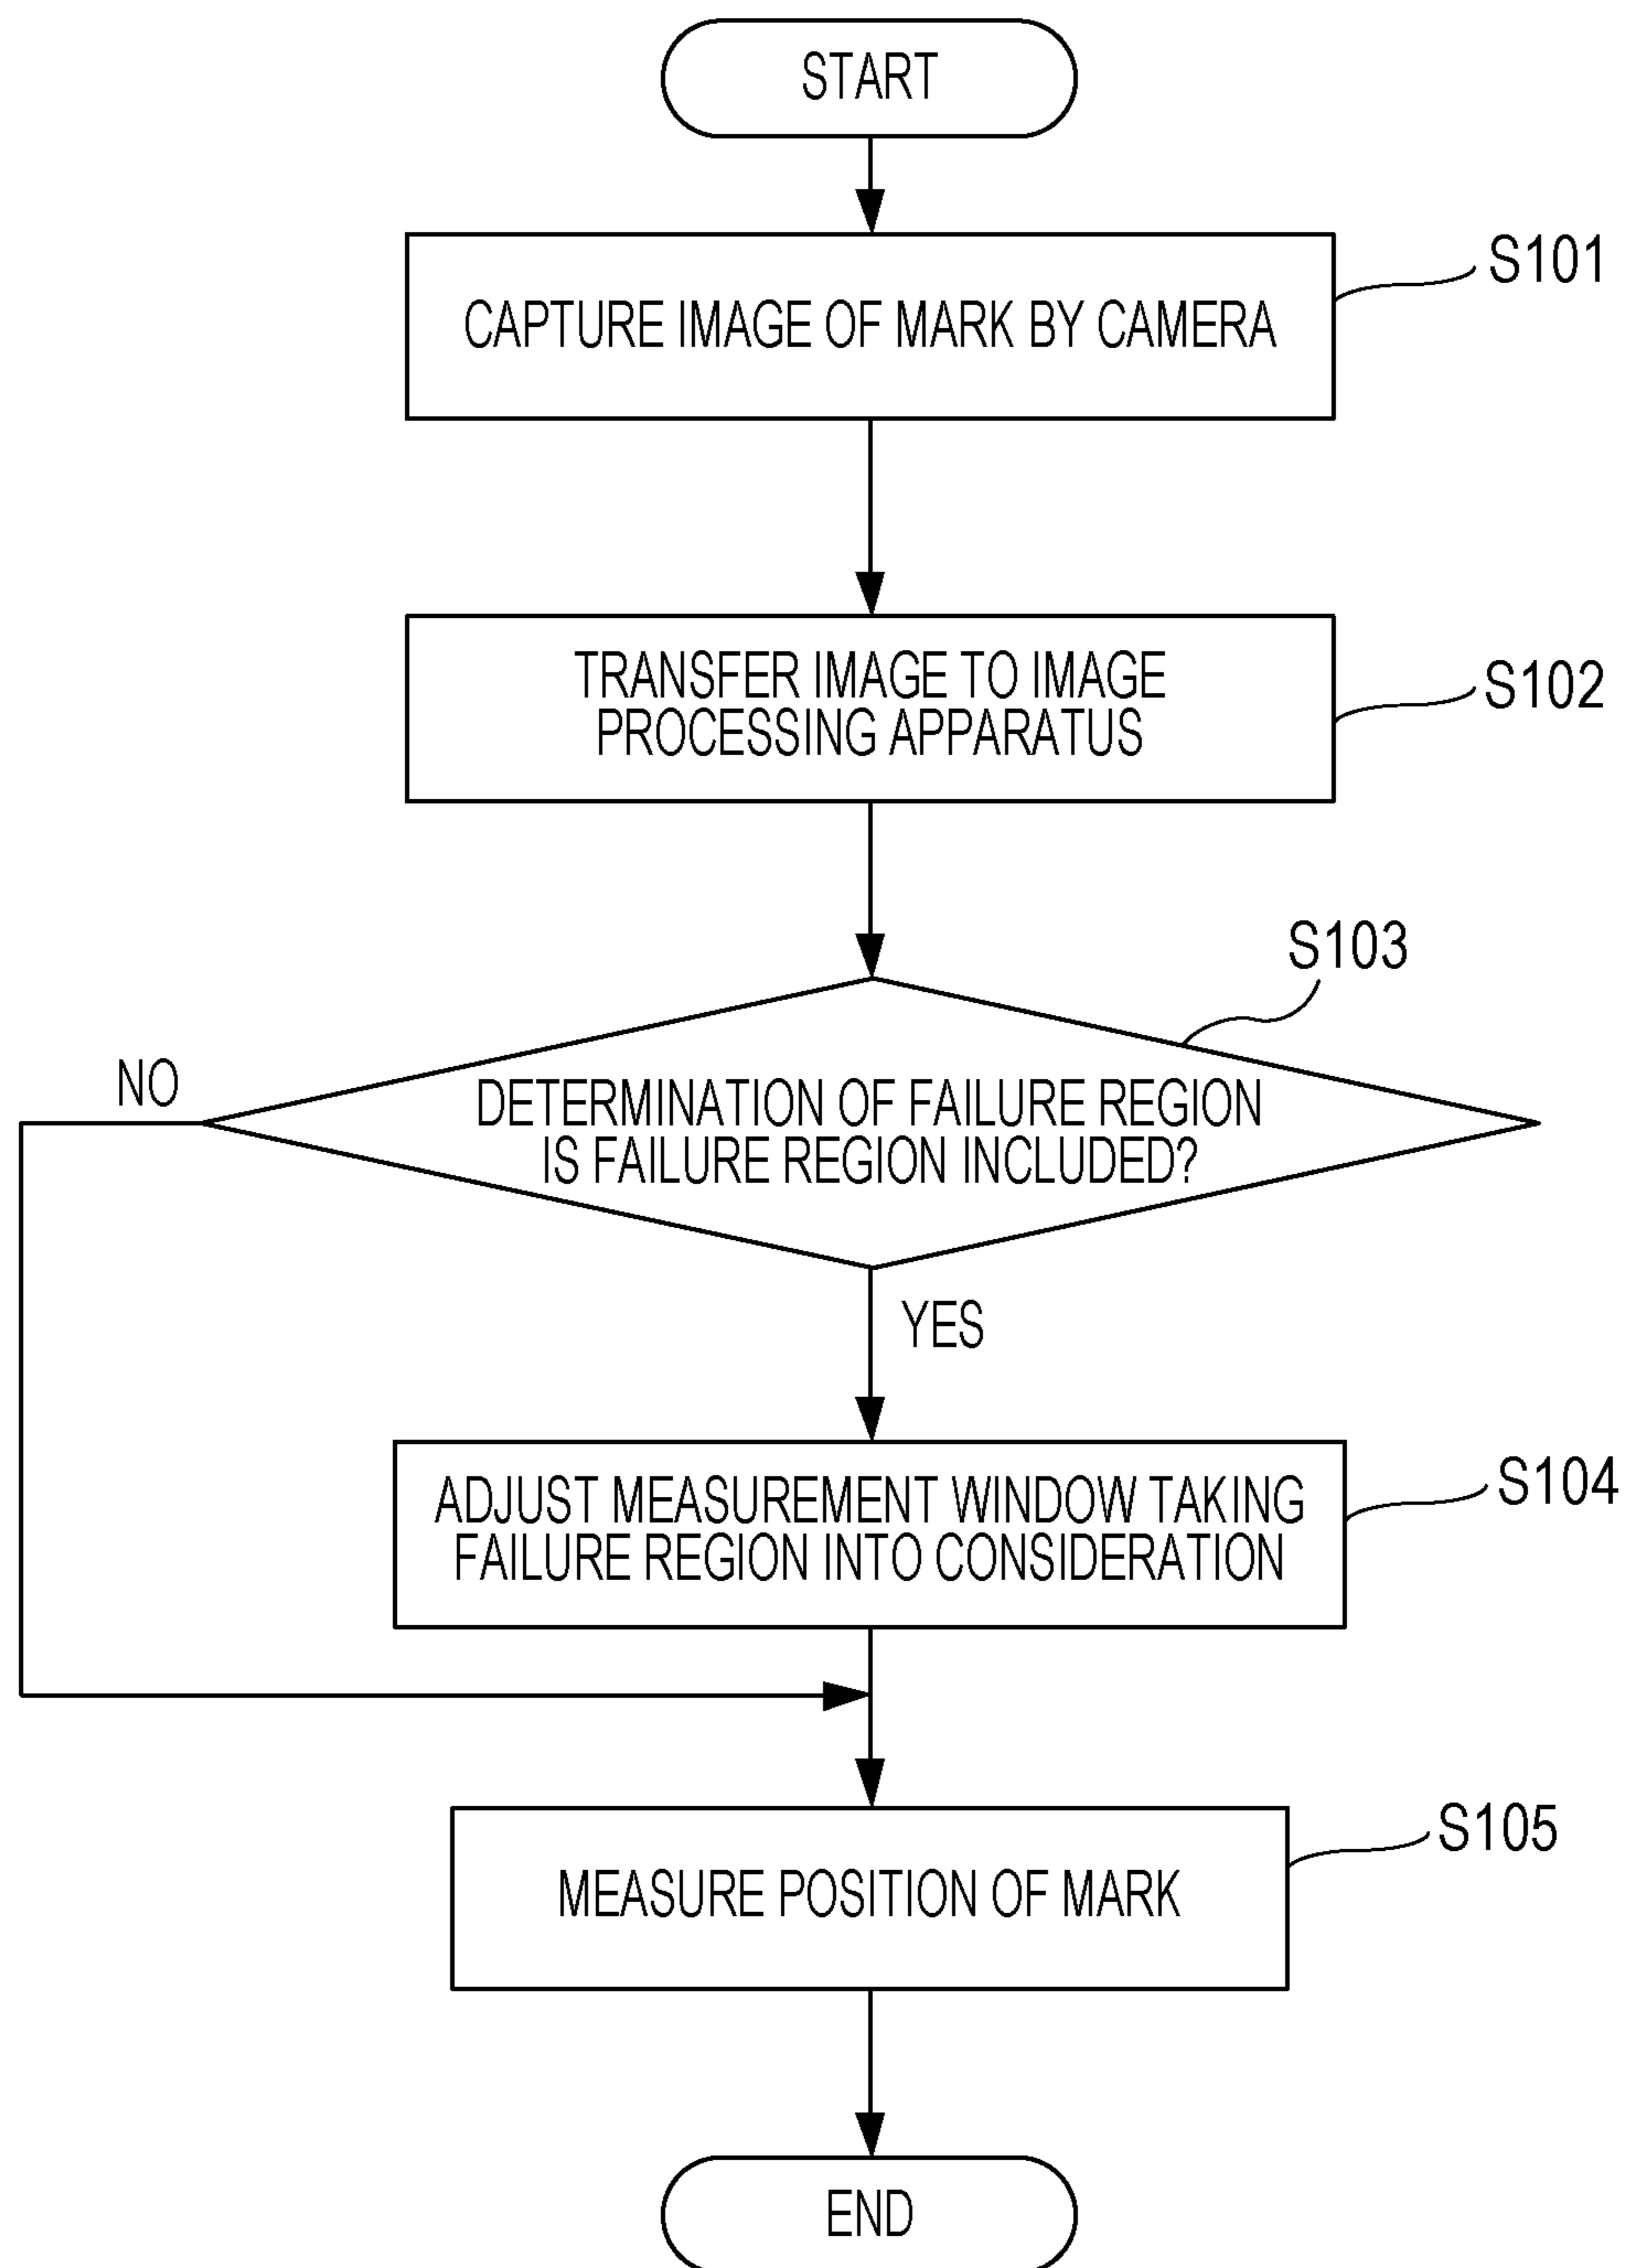 START
CAPTURE IMAGE OF MARK BY CAMERA
S101
TRANSFER IMAGE TO IMAGE
PROCESSING APPARATUS
S102
S103
NO
DETERMINATION OF FAILURE REGION
IS FAILURE REGION INCLUDED?
YES
ADJUST MEASUREMENT WINDOW TAKING
FAILURE REGION INTO CONSIDERATION
S104
MEASURE POSITION OF MARK
S105
END